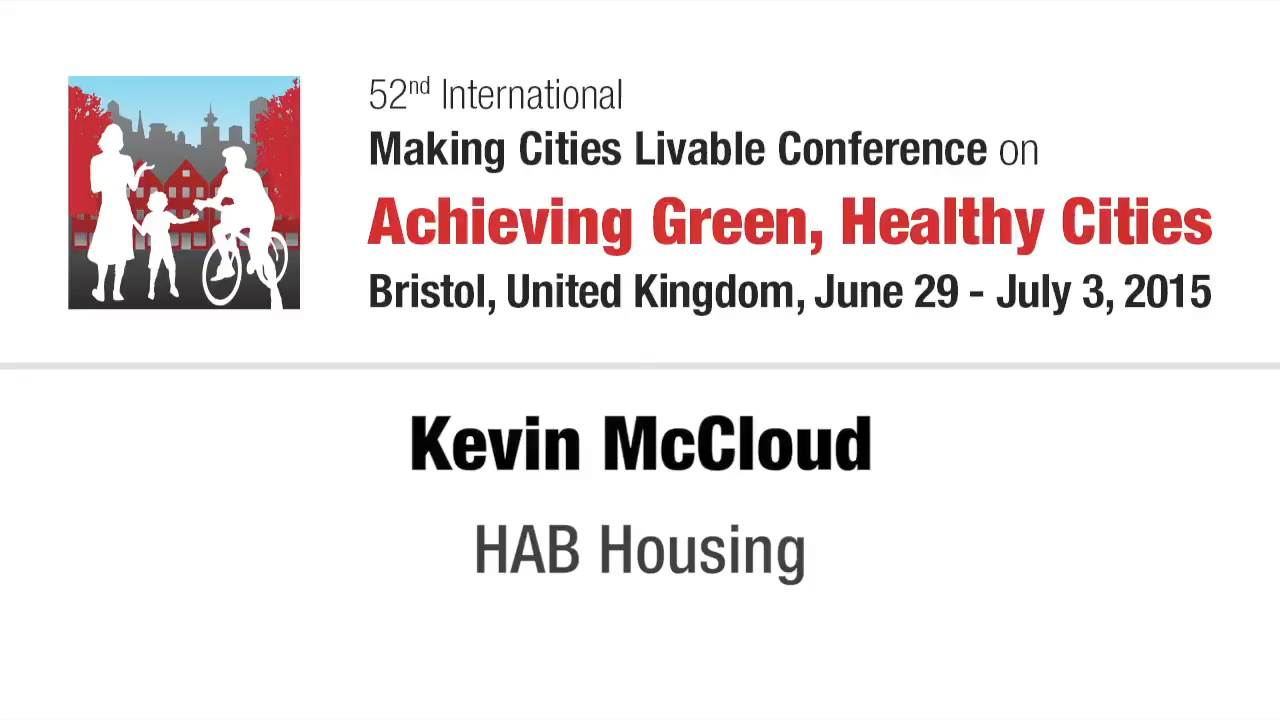 52nd International
Making Cities Livable Conference on
Achieving Green, Healthy Cities
Bristol, United Kingdom, June 29 - July 3, 2015
Kevin McCloud
HAB Housing